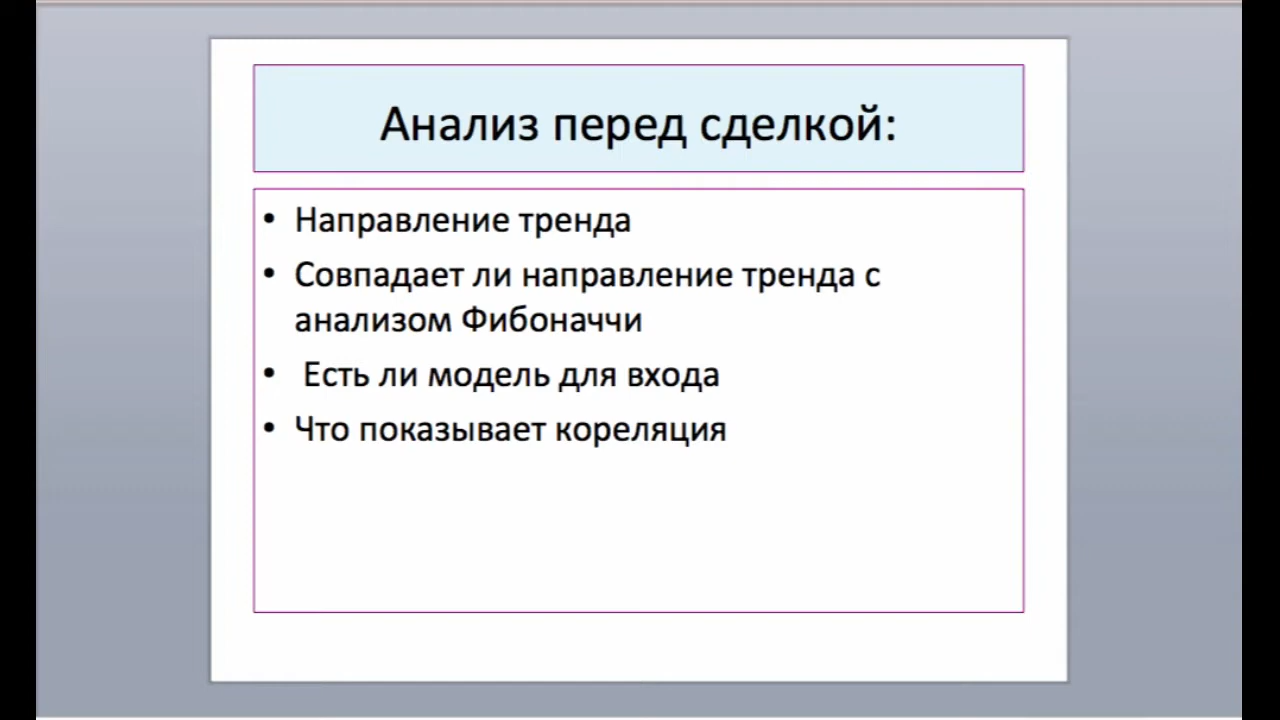 Анализ перед сделкой:
• Направление тренда
• Совпадает ли направление тренда с
анализом Фибоначчи
• Есть ли модель для входа
• Что показывает кореляция